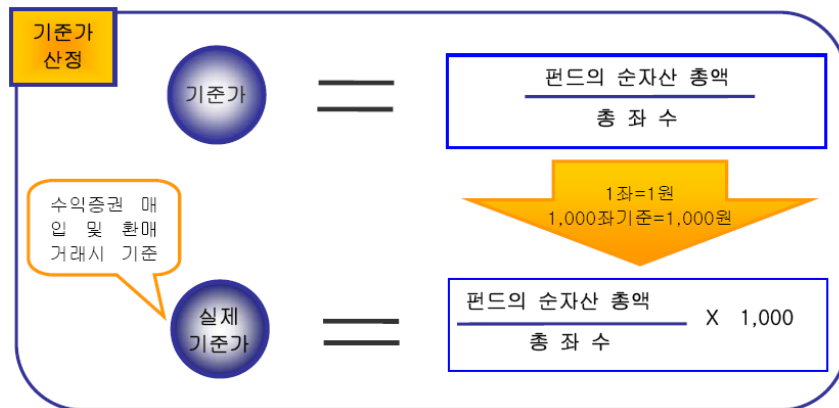 기준가
산정
기준가
펀드의 순자산 총액
총 좌 수
1좌=1원
1,000좌기준=1,000원
수익증권 매
입 및 환매
거래시 기준
실제
기준가
펀드의 순자산 총액
총 좌 수
X 1,000